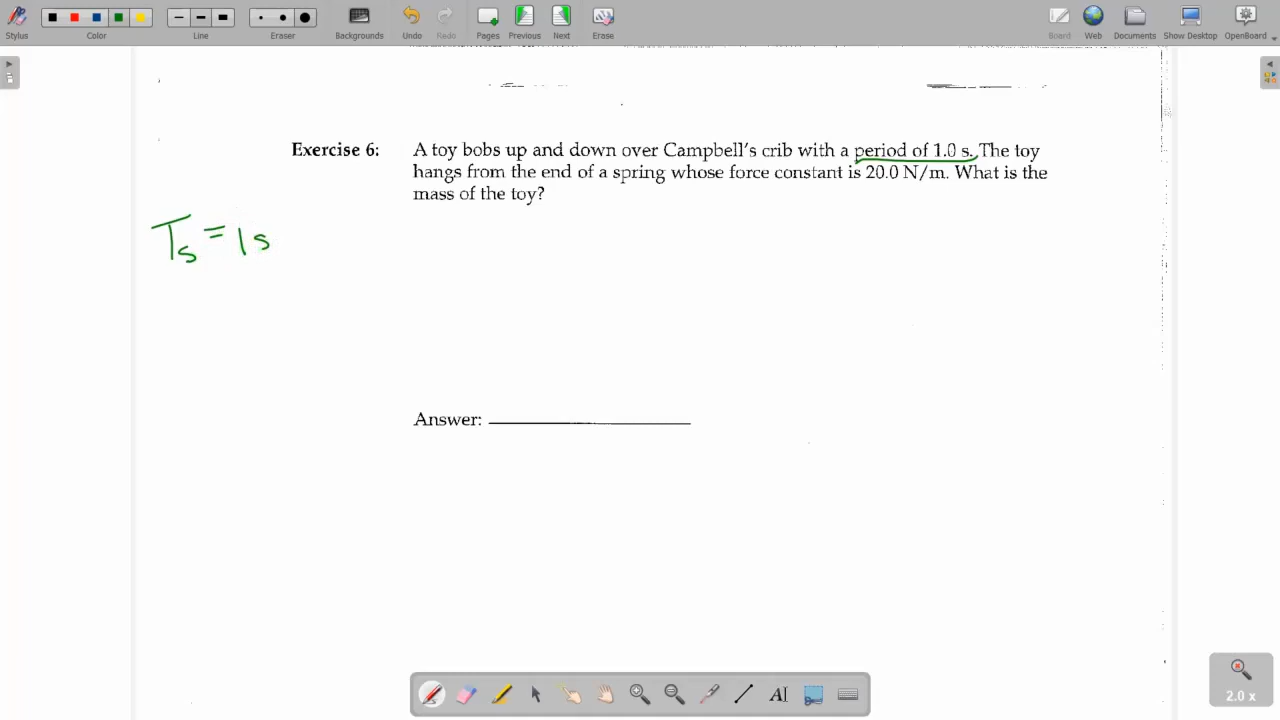 Stylus Color Line Eraser Backgrounds Undo Redo Pages Previous Next Erase Board Web Documents Show Desktop OpenBoard
Exercise 6: A toy bobs up and down over Campbell's crib with a period of 1.0 s. The toy
hangs from the end of a spring whose force constant is 20.0 N/m. What is the
mass of the toy?
Ts = 1s
Answer:
AI
2.0 x